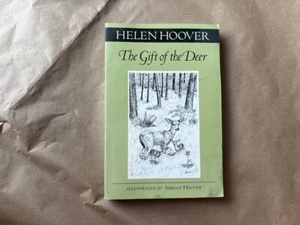 HELEN HOOVER
The Gift of the Deer
ILLUSTRATED BY ADRIAN HOOVER